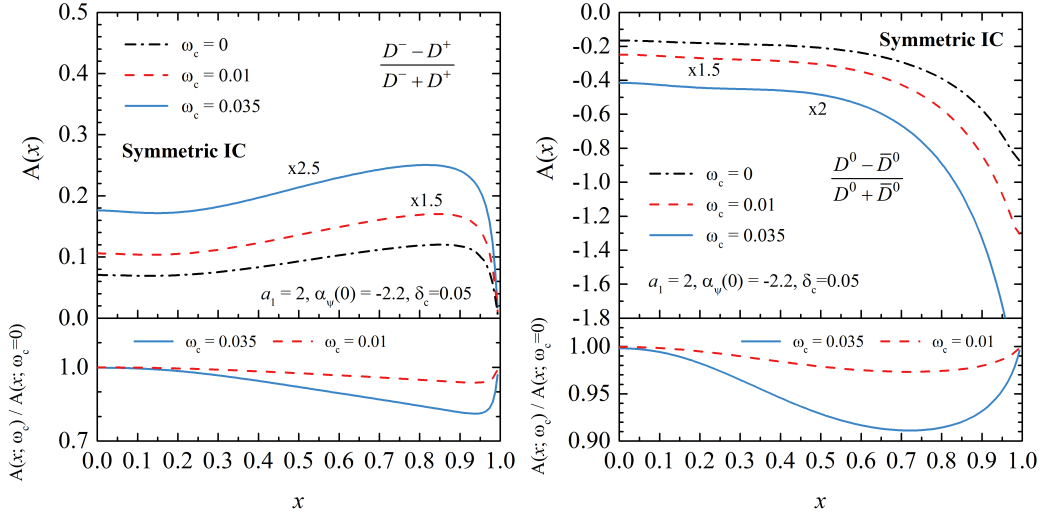 0.5
0.4
0.3
0.2
0.1
0.0
A(x)
ω_c = 0
ω_c = 0.01
ω_c = 0.035
D⁻ − D⁺
D⁻ + D⁺
Symmetric IC
x2.5
x1.5
a₁ = 2, α_ψ(0) = -2.2, δ_c=0.05
1.0
0.7
A(x; ω_c) / A(x; ω_c=0)
ω_c = 0.035
ω_c = 0.01
0.0 0.1 0.2 0.3 0.4 0.5 0.6 0.7 0.8 0.9 1.0
x
0.0
-0.2
-0.4
-0.6
-0.8
-1.0
-1.2
-1.4
-1.6
-1.8
A(x)
Symmetric IC
x1.5
x2
ω_c = 0
ω_c = 0.01
ω_c = 0.035
D⁰ − D̄⁰
D⁰ + D̄⁰
a₁ = 2, α_ψ(0) = -2.2, δ_c=0.05
1.00
0.95
0.90
A(x; ω_c) / A(x; ω_c=0)
ω_c = 0.035
ω_c = 0.01
0.0 0.1 0.2 0.3 0.4 0.5 0.6 0.7 0.8 0.9 1.0
x